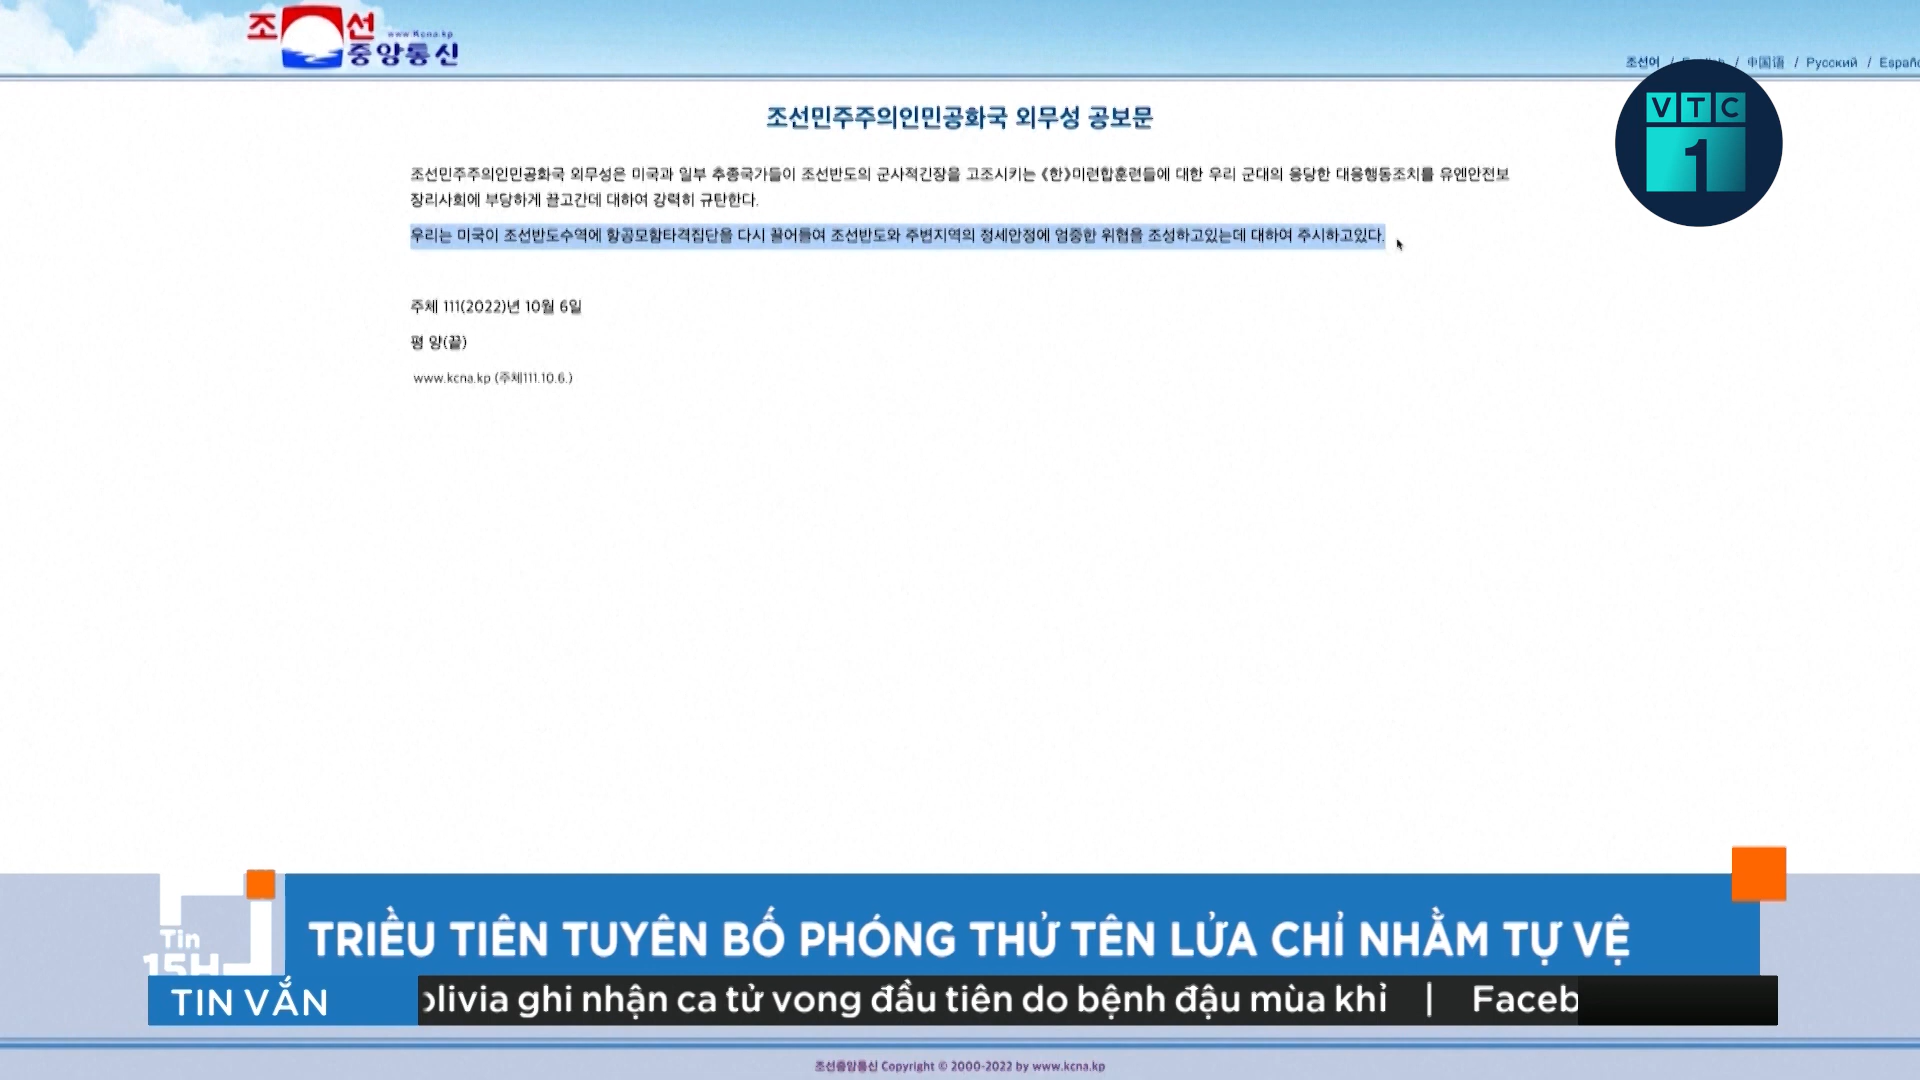 조선
www.kcna.kp
중앙통신
조선어 / English / 中国语 / Русский / Españo
VTC
1
조선민주주의인민공화국 외무성 공보문
조선민주주의인민공화국 외무성은 미국과 일부 추종국가들이 조선반도의 군사적긴장을 고조시키는 《한》미련합훈련들에 대한 우리 군대의 응당한 대응행동조치를 유엔안전보
장리사회에 부당하게 끌고간데 대하여 강력히 규탄한다.
우리는 미국이 조선반도수역에 항공모함타격집단을 다시 끌어들여 조선반도와 주변지역의 정세안정에 엄중한 위협을 조성하고있는데 대하여 주시하고있다.
주체 111(2022)년 10월 6일
평 양(끝)
www.kcna.kp (주체111.10.6.)
Tin
15H
TRIỀU TIÊN TUYÊN BỐ PHÓNG THỬ TÊN LỬA CHỈ NHẰM TỰ VỆ
TIN VẮN
olivia ghi nhận ca tử vong đầu tiên do bệnh đậu mùa khỉ | Faceb
조선중앙통신 Copyright © 2000-2022 by www.kcna.kp